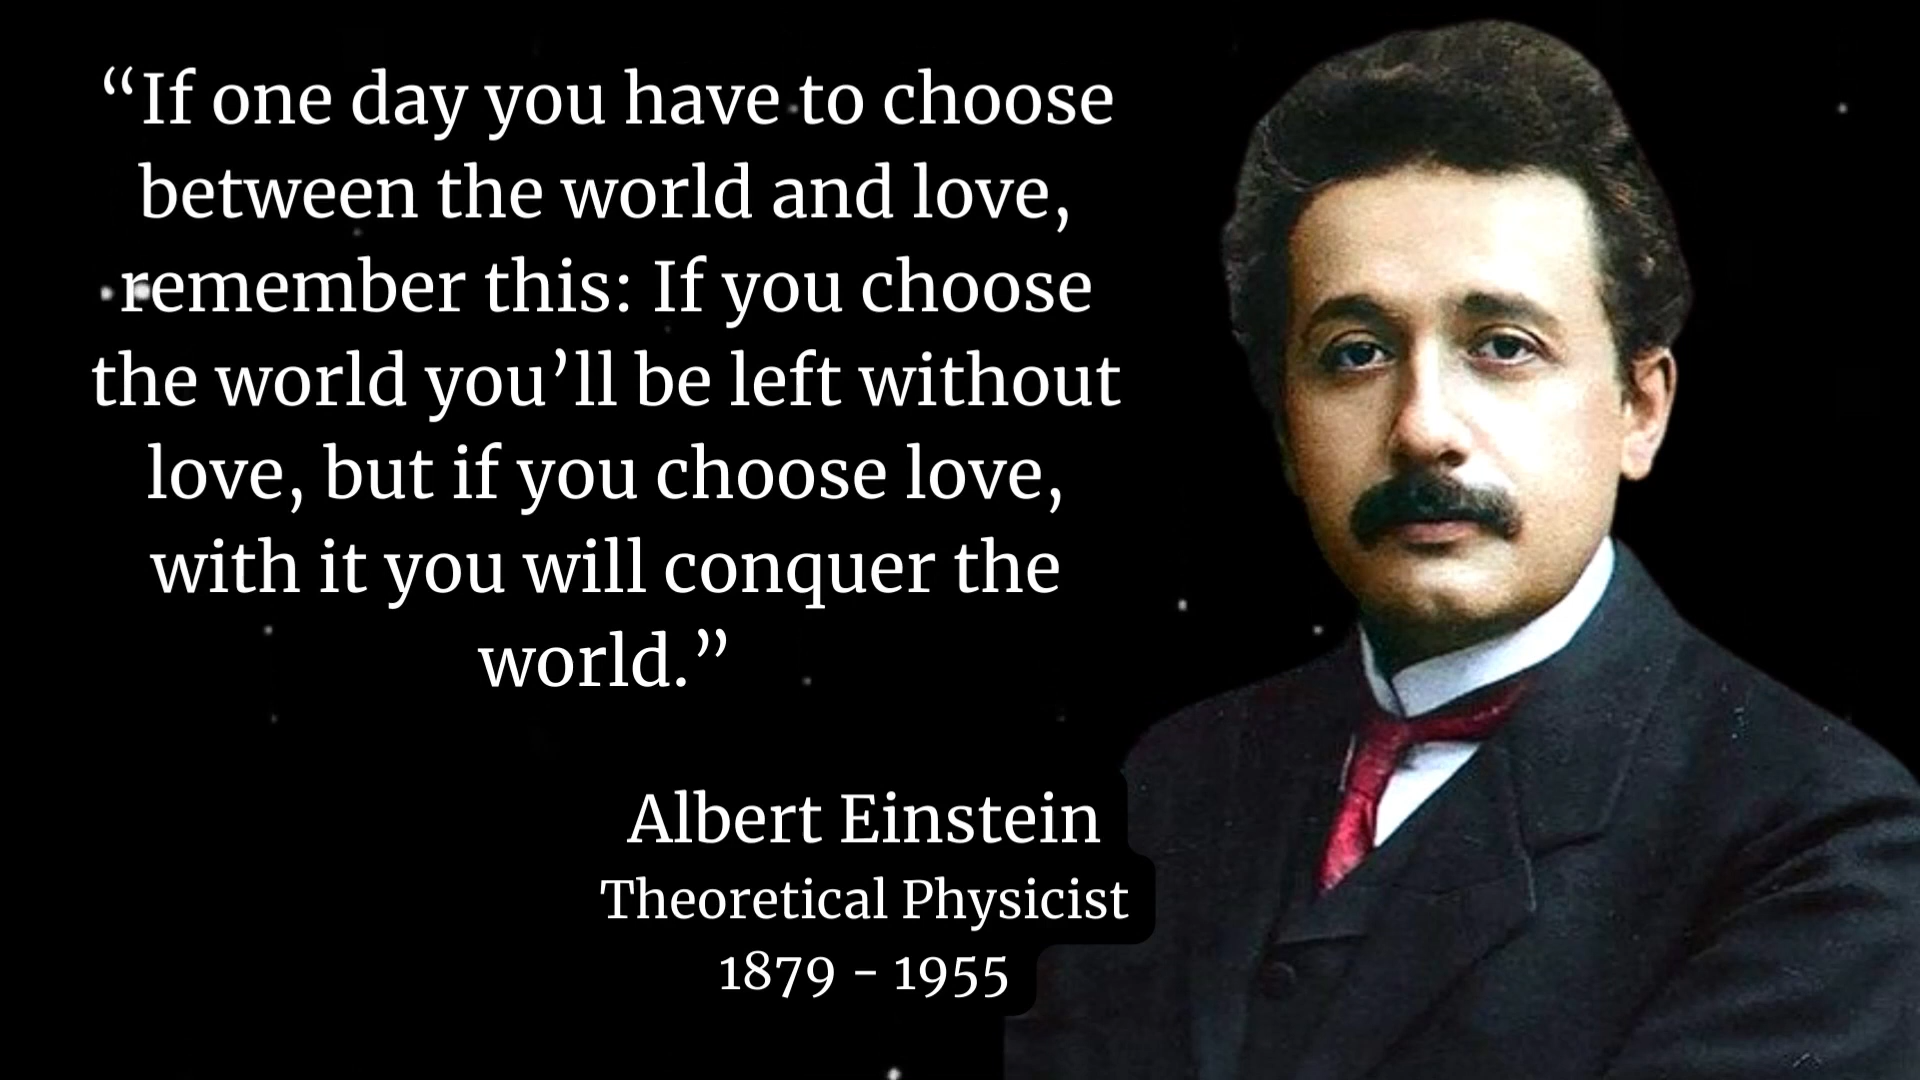 “If one day you have to choose
between the world and love,
remember this: If you choose
the world you’ll be left without
love, but if you choose love,
with it you will conquer the
world.”
Albert Einstein
Theoretical Physicist
1879 - 1955